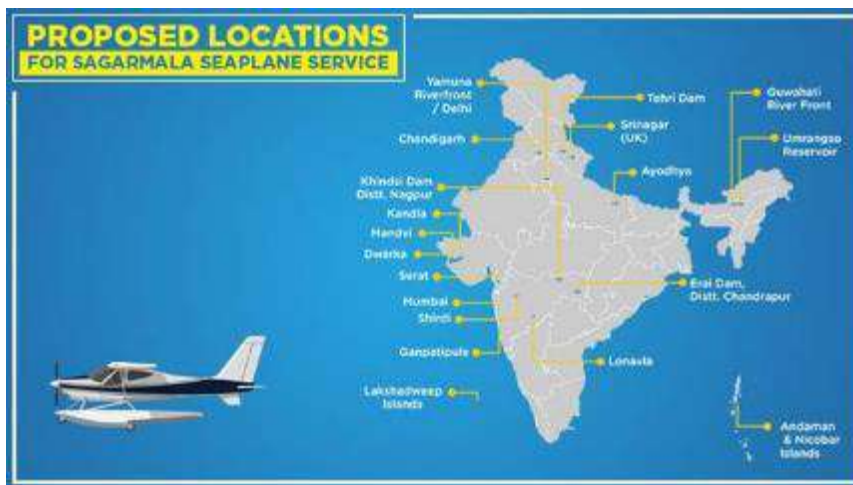 PROPOSED LOCATIONS
FOR SAGARMALA SEAPLANE SERVICE
Yamuna
Riverfront
/ Delhi
Chandigarh
Khindsi Dam
Distt. Nagpur
Kandla
Mandvi
Dwarka
Surat
Mumbai
Shirdi
Ganpatipule
Lakshadweep
Islands
Tehri Dam
Srinagar
(UK)
Ayodhya
Guwahati
River Front
Umrangso
Reservoir
Erai Dam,
Distt. Chandrapur
Lonavla
Andaman
& Nicobar
Islands